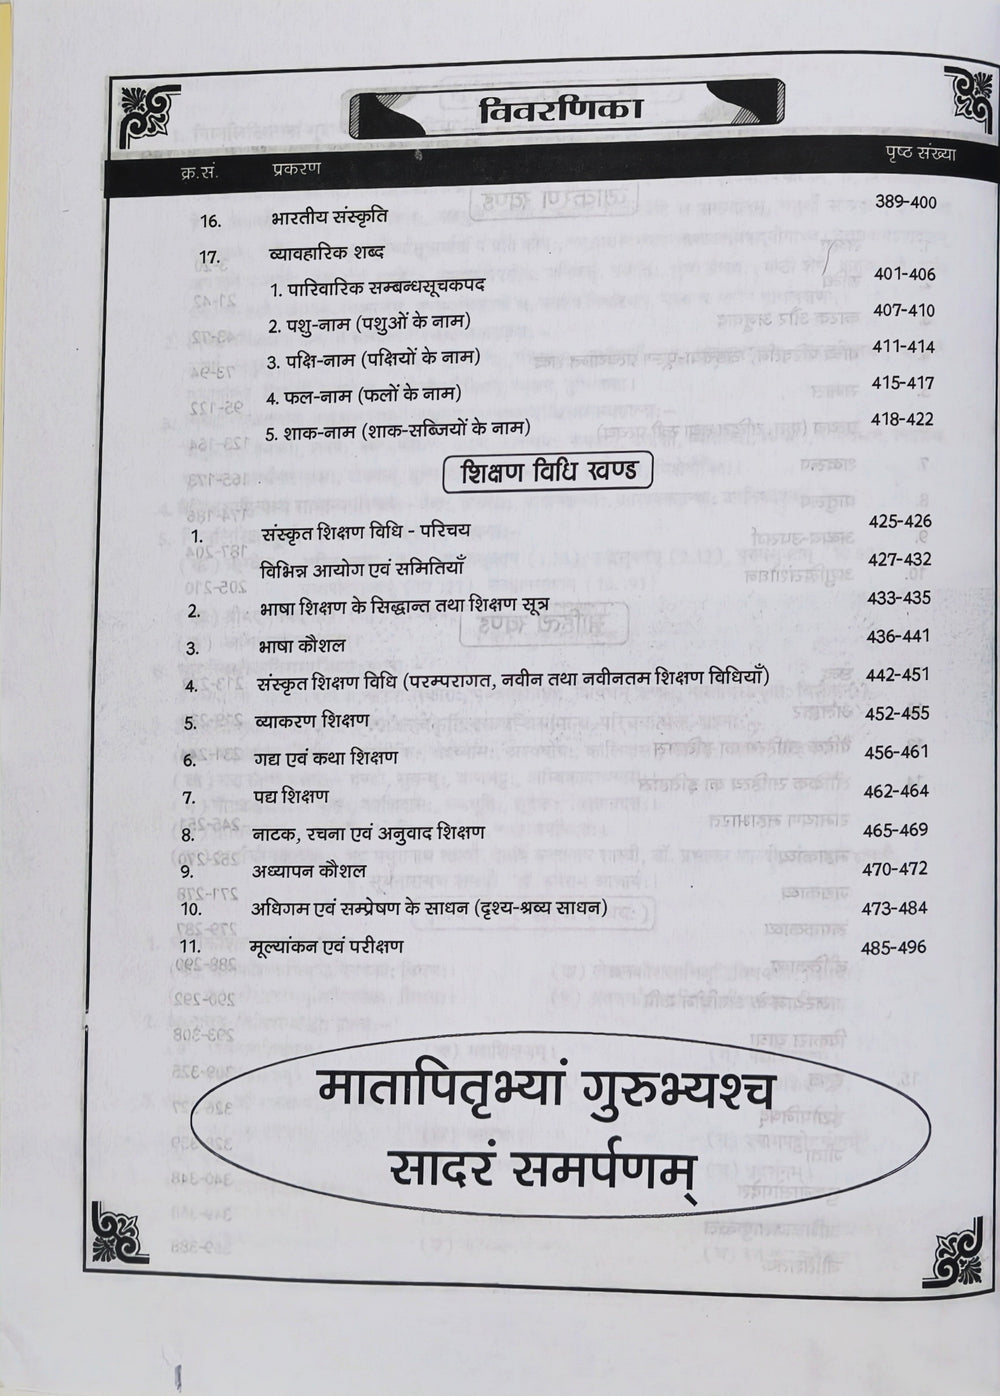 विवरणिका
क्र.सं. प्रकरण पृष्ठ संख्या
16. भारतीय संस्कृति 389-400
17. व्यावहारिक शब्द
1. पारिवारिक सम्बन्धसूचकपद 401-406
2. पशु-नाम (पशुओं के नाम) 407-410
3. पक्षि-नाम (पक्षियों के नाम) 411-414
4. फल-नाम (फलों के नाम) 415-417
5. शाक-नाम (शाक-सब्जियों के नाम) 418-422
शिक्षण विधि खण्ड
1. संस्कृत शिक्षण विधि - परिचय 425-426
विभिन्न आयोग एवं समितियाँ 427-432
2. भाषा शिक्षण के सिद्धान्त तथा शिक्षण सूत्र 433-435
3. भाषा कौशल 436-441
4. संस्कृत शिक्षण विधि (परम्परागत, नवीन तथा नवीनतम शिक्षण विधियाँ) 442-451
5. व्याकरण शिक्षण 452-455
6. गद्य एवं कथा शिक्षण 456-461
7. पद्य शिक्षण 462-464
8. नाटक, रचना एवं अनुवाद शिक्षण 465-469
9. अध्यापन कौशल 470-472
10. अधिगम एवं सम्प्रेषण के साधन (दृश्य-श्रव्य साधन) 473-484
11. मूल्यांकन एवं परीक्षण 485-496
मातापितृभ्यां गुरुभ्यश्च
सादरं समर्पणम्